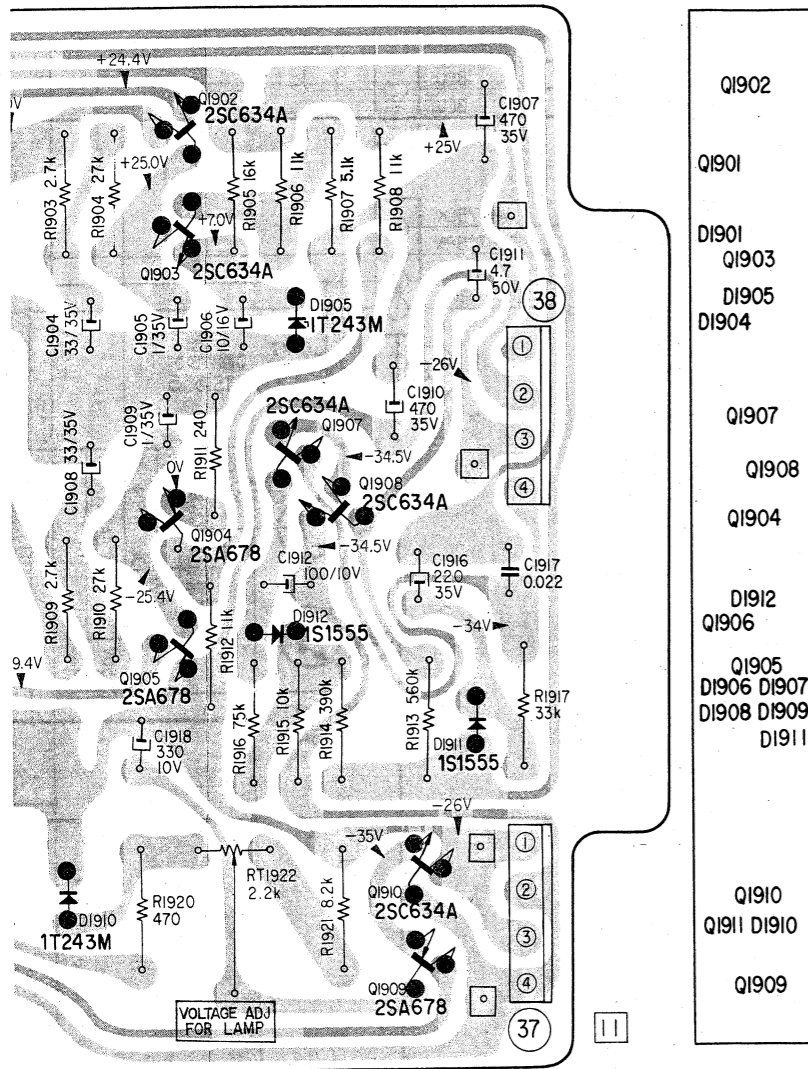 +24.4V
0V
Q1902
2SC634A
C1907
470
35V
+25V
+25.0V
R1903 2.7k
R1904 27k
R1905 16k
R1906 11k
R1907 5.1k
R1908 11k
+7.0V
Q1903
2SC634A
C1911
4.7
50V
38
D1905
1T243M
C1904
33/35V
C1905
1/35V
C1906
10/16V
①
②
③
④
-26V
C1910
470
35V
2SC634A
Q1907
C1909
1/35V
R1911 240
C1908 33/35V
-34.5V
Q1908
2SC634A
0V
Q1904
2SA678
-34.5V
C1912
100/10V
C1916
220
35V
C1917
0.022
R1909 2.7k
R1910 27k
-25.4V
R1912 11k
D1912
1S1555
-34V
Q1905
2SA678
9.4V
R1916 75k
R1915 10k
R1914 390k
R1913 560k
D1911
1S1555
R1917
33k
C1918
330
10V
-26V
-35V
①
②
③
④
RT1922
2.2k
R1920
470
D1910
1T243M
R1921 8.2k
Q1910
2SC634A
Q1909
2SA678
VOLTAGE ADJ
FOR LAMP
37
11
Q1902
Q1901
D1901
Q1903
D1905
D1904
Q1907
Q1908
Q1904
D1912
Q1906
Q1905
D1906 D1907
D1908 D1909
D1911
Q1910
Q1911 D1910
Q1909